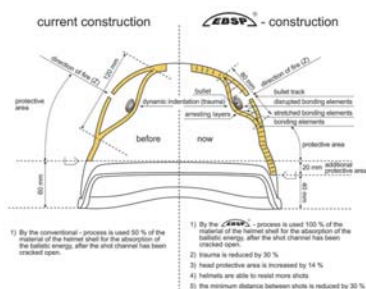 current construction
EBSP - construction
direction of fire (Z)
120 mm
80 mm
direction of fire (Z)
protective
area
bullet
dynamic indentation (trauma)
arresting layers
bullet track
disrupted bonding elements
stretched bonding elements
bonding elements
before
now
protective
area
20 mm
additional
protective area
60 mm
40 mm
1) By the conventional - process is used 50 % of the
material of the helmet shell for the absorption of
the ballistic energy, after the shot channel has been
cracked open.
1) By the EBSP - process is used 100 % of the
material of the helmet shell for the absorption of
the ballistic energy, after the shot channel has been
cracked open.
2) trauma is reduced by 30 %
3) head protective area is increased by 14 %
4) helmets are able to resist more shots
5) the minimum distance between shots is reduced by 30 %